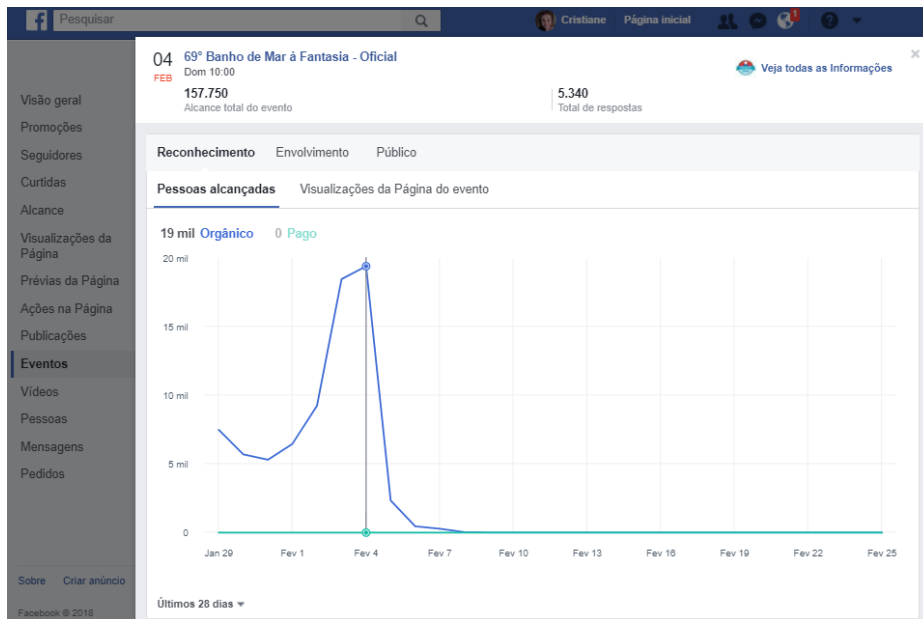 Pesquisar
Cristiane
Página inicial
1
04
FEB
69° Banho de Mar à Fantasia - Oficial
Dom 10:00
Veja todas as Informações
157.750
Alcance total do evento
5.340
Total de respostas
Visão geral
Promoções
Seguidores
Curtidas
Alcance
Visualizações da
Página
Prévias da Página
Ações na Página
Publicações
Eventos
Vídeos
Pessoas
Mensagens
Pedidos
Sobre Criar anúncio
Facebook © 2018
Reconhecimento Envolvimento Público
Pessoas alcançadas Visualizações da Página do evento
19 mil Orgânico 0 Pago
20 mil
15 mil
10 mil
5 mil
0
Jan 29 Fev 1 Fev 4 Fev 7 Fev 10 Fev 13 Fev 16 Fev 19 Fev 22 Fev 25
Últimos 28 dias